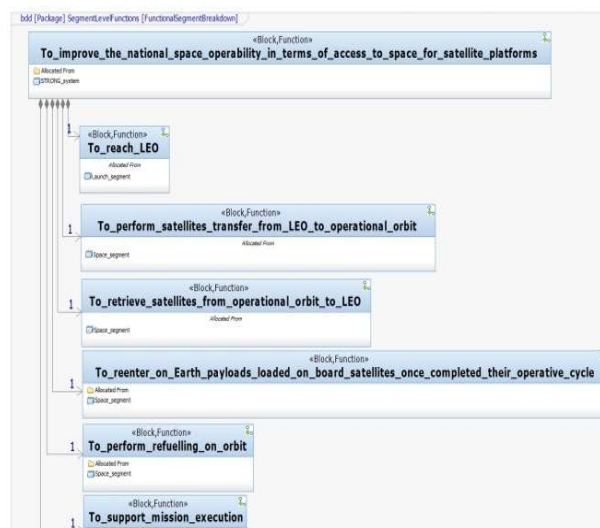 bdd [Package] SegmentLevelFunctions [FunctionalSegmentBreakdown]
«Block,Function»
To_improve_the_national_space_operability_in_terms_of_access_to_space_for_satellite_platforms
Allocated From
STRONG_system
1
«Block,Function»
To_reach_LEO
Allocated From
Launch_segment
1
«Block,Function»
To_perform_satellites_transfer_from_LEO_to_operational_orbit
Allocated From
Space_segment
1
«Block,Function»
To_retrieve_satellites_from_operational_orbit_to_LEO
Allocated From
Space_segment
1
«Block,Function»
To_reenter_on_Earth_payloads_loaded_on_board_satellites_once_completed_their_operative_cycle
Allocated From
Space_segment
1
«Block,Function»
To_perform_refuelling_on_orbit
Allocated From
Space_segment
1
«Block,Function»
To_support_mission_execution